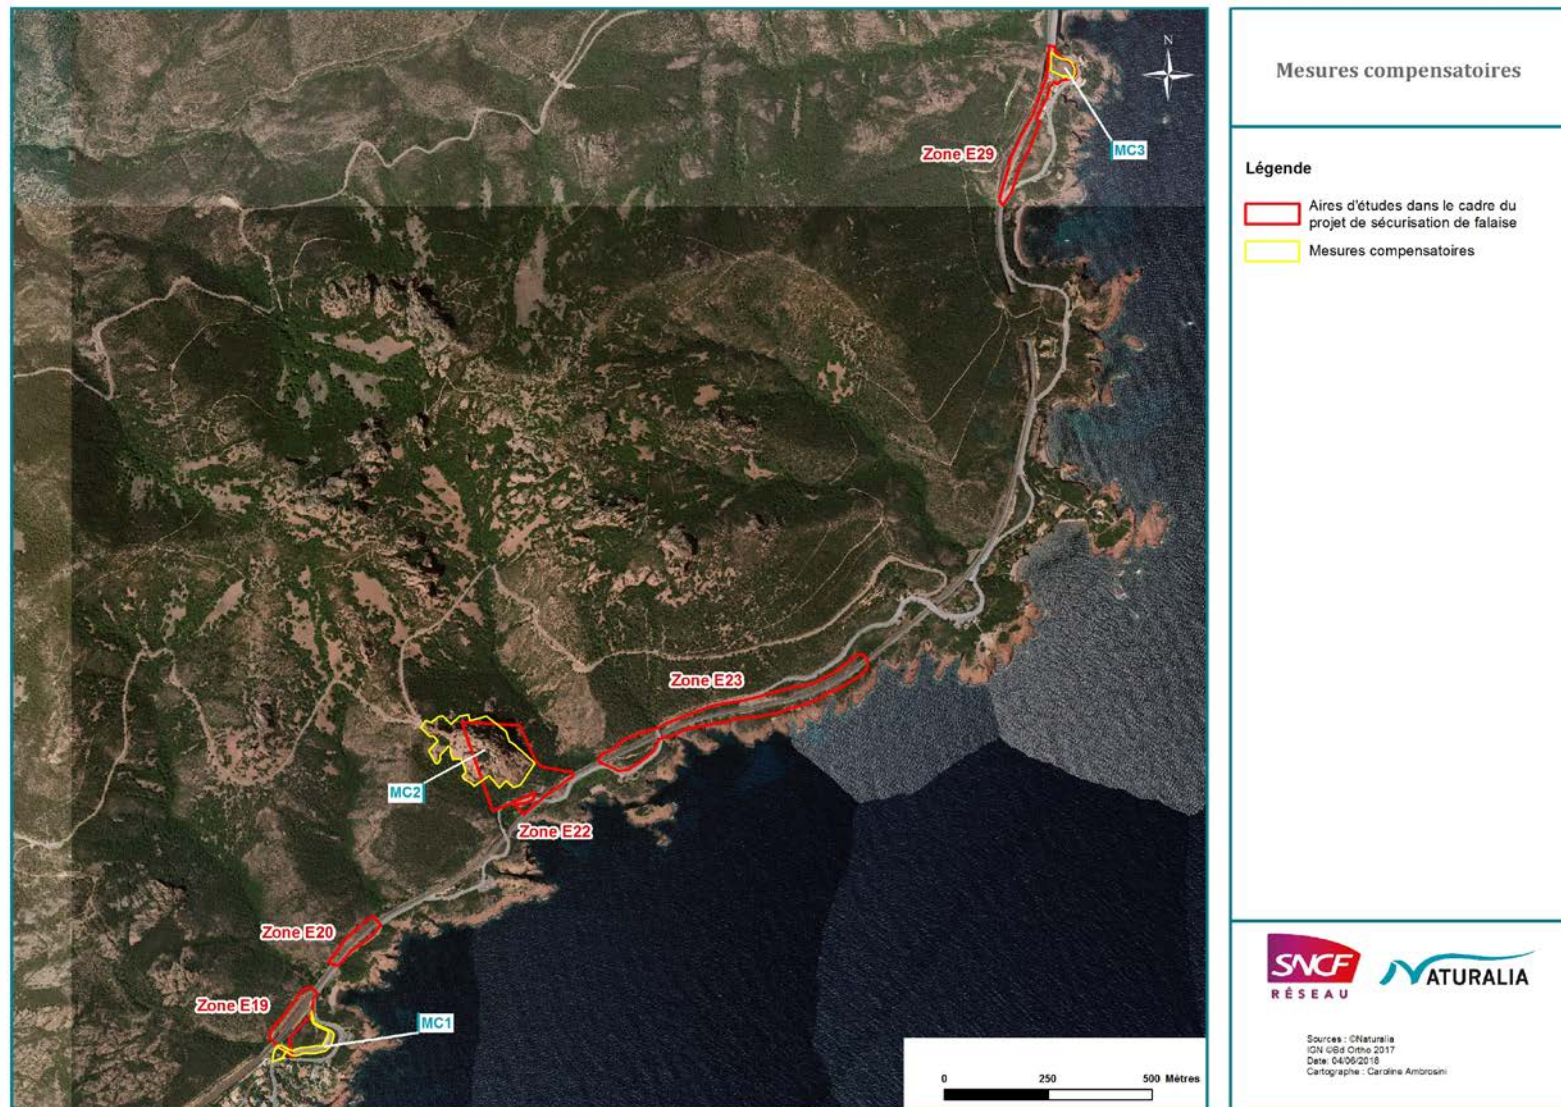 Mesures compensatoires
N
MC3
Zone E29
Légende
Aires d'études dans le cadre du
projet de sécurisation de falaise
Mesures compensatoires
Zone E23
MC2
Zone E22
Zone E20
Zone E19
MC1
0 250 500 Mètres
SNCF
RÉSEAU
NATURALIA
Sources : ©Naturalia
IGN ©Bd Ortho 2017
Date: 04/06/2018
Cartographe : Caroline Ambrosini